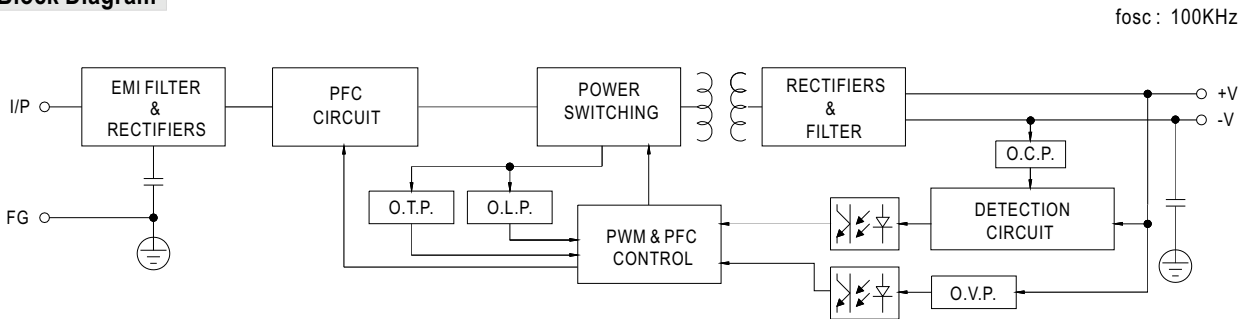 Block Diagram
fosc : 100KHz
I/P
EMI FILTER
&
RECTIFIERS
PFC
CIRCUIT
POWER
SWITCHING
RECTIFIERS
&
FILTER
+V
-V
O.C.P.
FG
O.T.P.
O.L.P.
PWM & PFC
CONTROL
DETECTION
CIRCUIT
O.V.P.